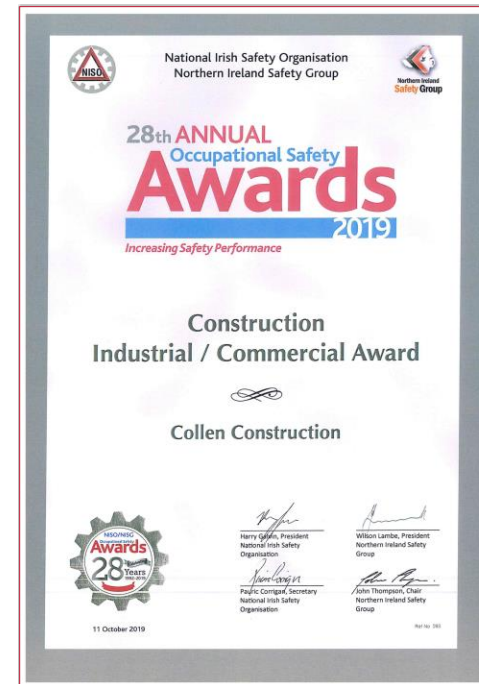 NISO
National Irish Safety Organisation
Northern Ireland Safety Group
Northern Ireland
Safety Group
28th ANNUAL
Occupational Safety
Awards
2019
Increasing Safety Performance
Construction
Industrial / Commercial Award
Collen Construction
NISO/NISG
Occupational Safety
Awards
28 Years
Harry Galvin, President
National Irish Safety
Organisation
Wilson Lambe, President
Northern Ireland Safety
Group
Pauric Corrigan, Secretary
National Irish Safety
Organisation
John Thompson, Chair
Northern Ireland Safety
Group
11 October 2019